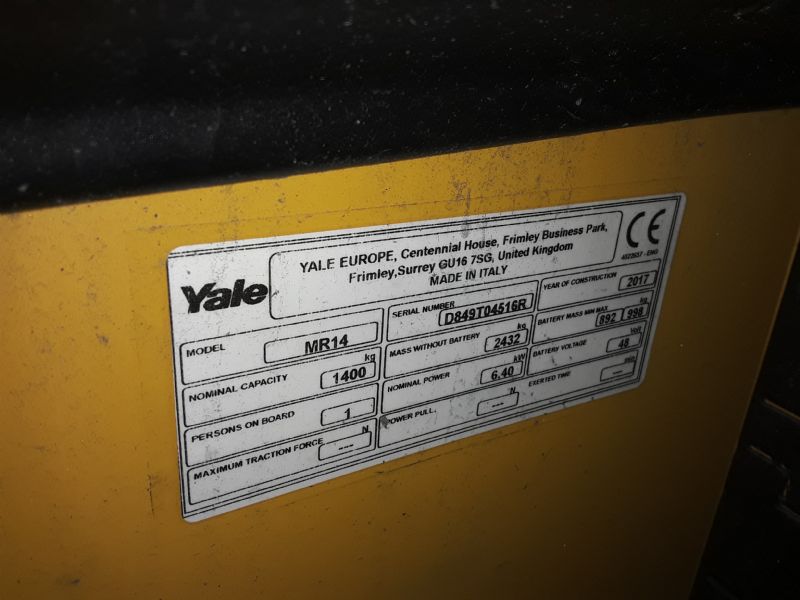 Yale
YALE EUROPE, Centennial House, Frimley Business Park,
Frimley,Surrey GU16 7SG, United Kingdom
MADE IN ITALY
CE
4022637 - ENG
MODEL MR14
SERIAL NUMBER D849T04516R
YEAR OF CONSTRUCTION 2017
NOMINAL CAPACITY 1400 kg
MASS WITHOUT BATTERY 2432 kg
BATTERY MASS MIN MAX 892 998 kg
PERSONS ON BOARD 1
NOMINAL POWER 6.40 kW
BATTERY VOLTAGE 48 Volt
MAXIMUM TRACTION FORCE --- N
POWER PULL. --- N
EXERTED TIME --- min